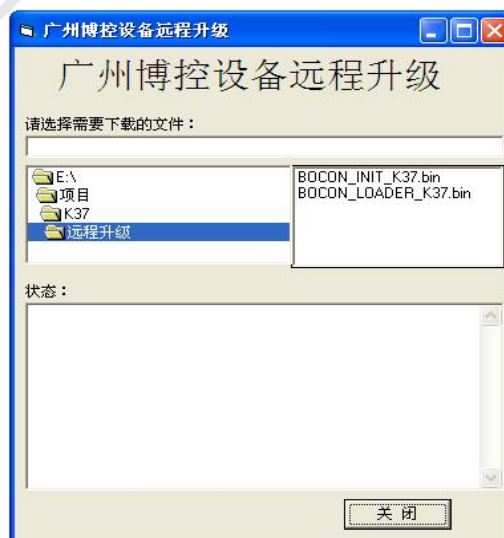 广州博控设备远程升级
广州博控设备远程升级
请选择需要下载的文件：
E:\
项目
K37
远程升级
BOCON_INIT_K37.bin
BOCON_LOADER_K37.bin
状态：
关 闭